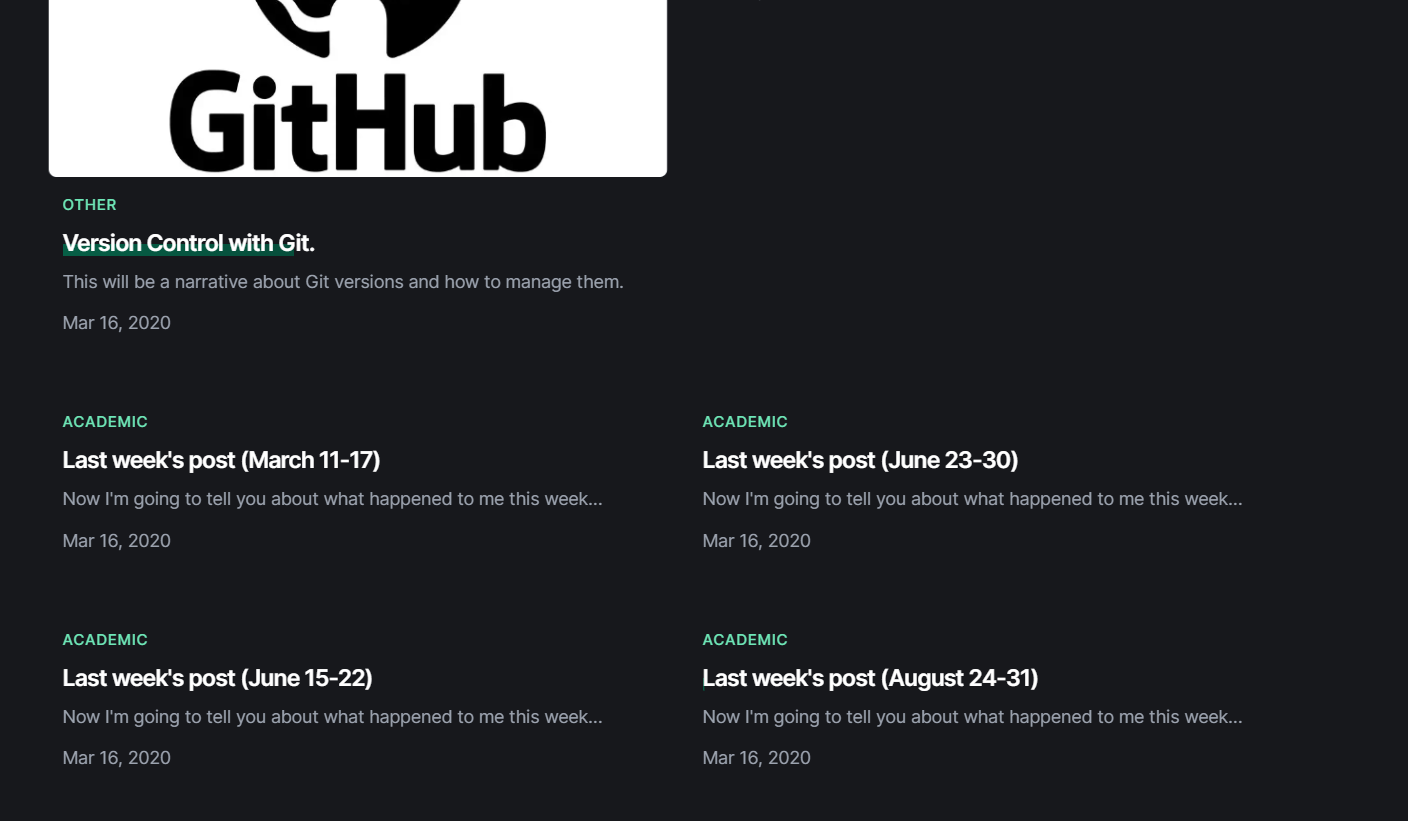 GitHub
OTHER
Version Control with Git.
This will be a narrative about Git versions and how to manage them.
Mar 16, 2020
ACADEMIC
Last week's post (March 11-17)
Now I'm going to tell you about what happened to me this week...
Mar 16, 2020
ACADEMIC
Last week's post (June 23-30)
Now I'm going to tell you about what happened to me this week...
Mar 16, 2020
ACADEMIC
Last week's post (June 15-22)
Now I'm going to tell you about what happened to me this week...
Mar 16, 2020
ACADEMIC
Last week's post (August 24-31)
Now I'm going to tell you about what happened to me this week...
Mar 16, 2020